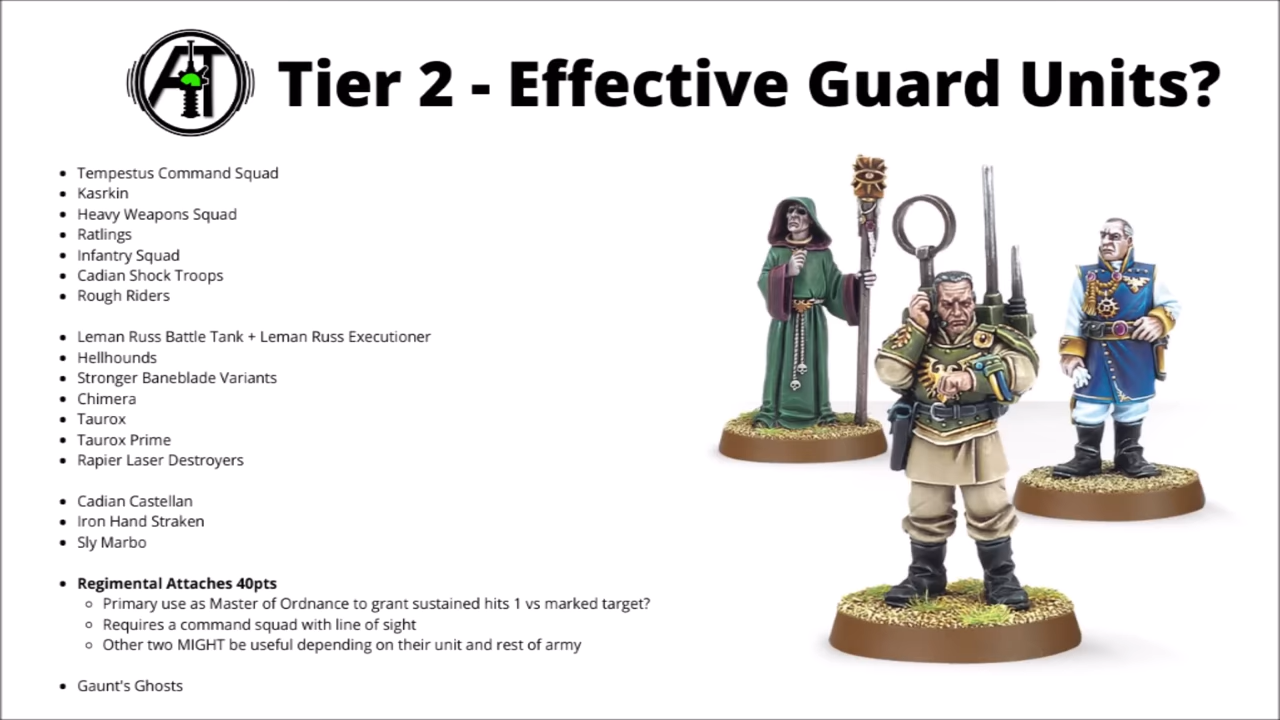 AT
Tier 2 - Effective Guard Units?
• Tempestus Command Squad
• Kasrkin
• Heavy Weapons Squad
• Ratlings
• Infantry Squad
• Cadian Shock Troops
• Rough Riders
• Leman Russ Battle Tank + Leman Russ Executioner
• Hellhounds
• Stronger Baneblade Variants
• Chimera
• Taurox
• Taurox Prime
• Rapier Laser Destroyers
• Cadian Castellan
• Iron Hand Straken
• Sly Marbo
• Regimental Attaches 40pts
○ Primary use as Master of Ordnance to grant sustained hits 1 vs marked target?
○ Requires a command squad with line of sight
○ Other two MIGHT be useful depending on their unit and rest of army
• Gaunt's Ghosts